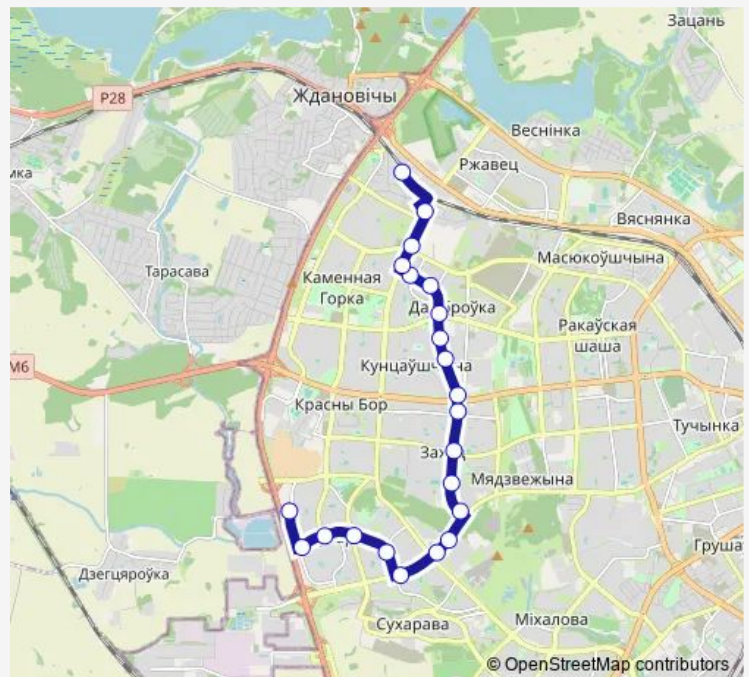 Зацань
Ждановічы
P28
Веснінка
Ржавец
Вяснянка
Масюкоўшчына
Тарасава
Каменная
Горка
Ракаўская
шаша
Кунцаўшчына
M6
Красны Бор
Тучынка
Мядзвежына
Дзегцяроўка
Сухарава
Міхалова
© OpenStreetMap contributors